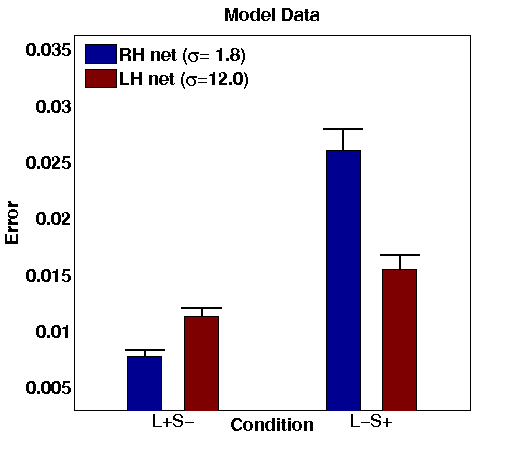 Model Data
0.035
RH net (σ= 1.8)
LH net (σ=12.0)
0.03
0.025
0.02
0.015
0.01
0.005
Error
L+S−
L−S+
Condition